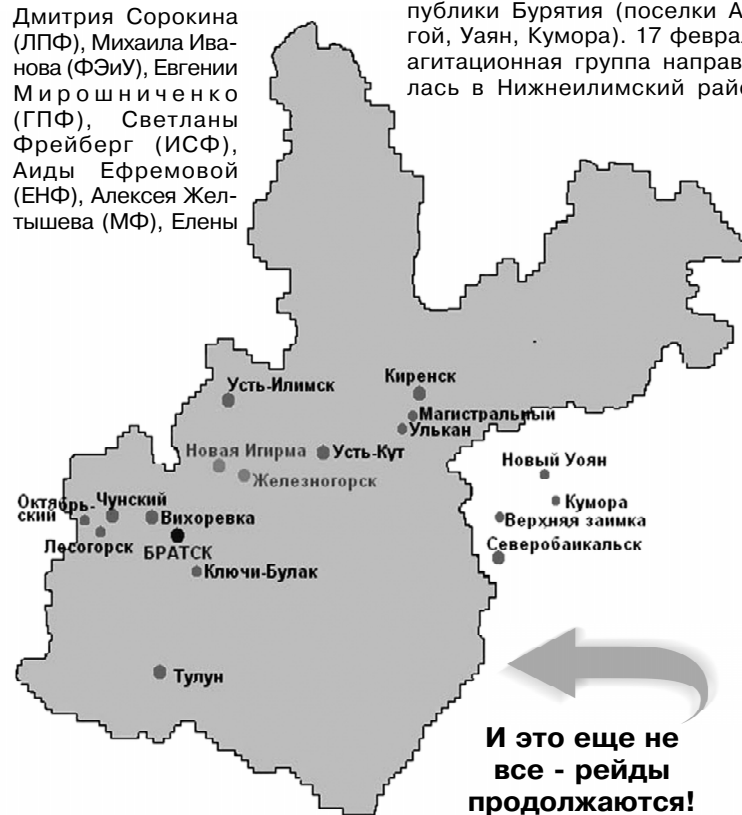 Дмитрия Сорокина
(ЛПФ), Михаила Ива-
нова (ФЭиУ), Евгении
Мирошниченко
(ГПФ), Светланы
Фрейберг (ИСФ),
Аиды Ефремовой
(ЕНФ), Алексея Жел-
тышева (МФ), Елены
публики Бурятия (поселки А
гой, Уаян, Кумора). 17 феврал
агитационная группа направ
лась в Нижнеилимский райо
Усть-Илимск
Киренск
Магистральный
Улькан
Новая Игирма
Усть-Кут
Железногорск
Новый Уоян
Кумора
Верхняя заимка
Северобайкальск
Октябрь-
ский
Чунский
Вихоревка
Лесогорск
БРАТСК
Ключи-Булак
Тулун
И это еще не
все - рейды
продолжаются!